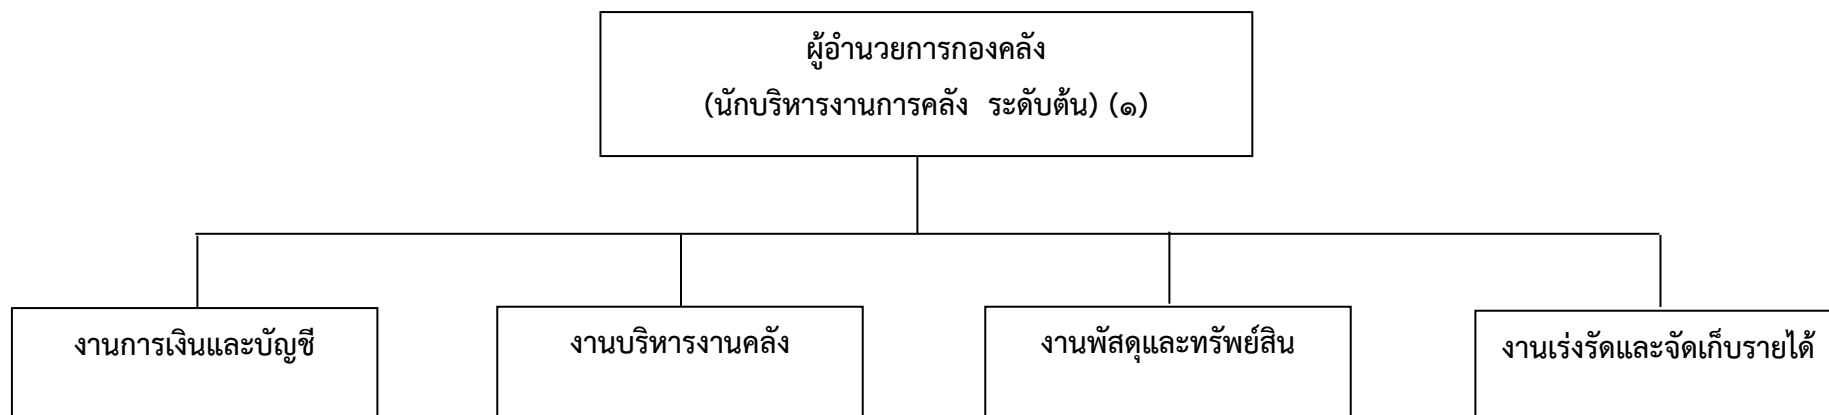 ผู้อำนวยการกองคลัง
(นักบริหารงานการคลัง ระดับต้น) (๑)
งานการเงินและบัญชี
งานบริหารงานคลัง
งานพัสดุและทรัพย์สิน
งานเร่งรัดและจัดเก็บรายได้